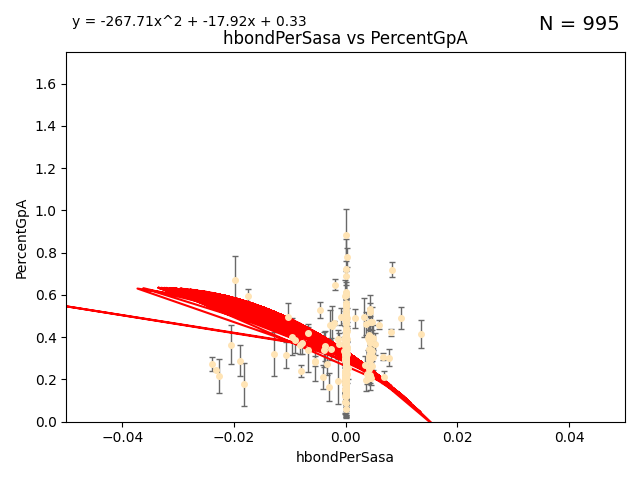 y = -267.71x^2 + -17.92x + 0.33
N = 995
hbondPerSasa vs PercentGpA
PercentGpA
1.6
1.4
1.2
1.0
0.8
0.6
0.4
0.2
0.0
−0.04
−0.02
0.00
0.02
0.04
hbondPerSasa